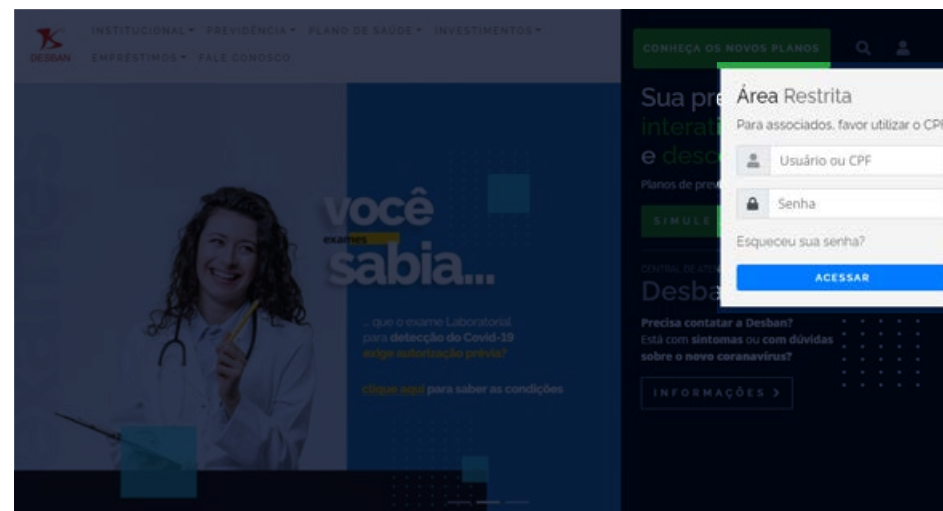 DESBAN
INSTITUCIONAL PREVIDÊNCIA PLANO DE SAÚDE INVESTIMENTOS
EMPRÉSTIMOS FALE CONOSCO
CONHEÇA OS NOVOS PLANOS
você
exames
sabia...
... que o exame Laboratorial
para detecção do Covid-19
exige autorização prévia?
clique aqui para saber as condições
Sua pre
interati
e desc
Planos de prev
SIMULE
CENTRAL DE ATE
Desba
Precisa contatar a Desban?
Está com sintomas ou com dúvidas
sobre o novo coranavírus?
INFORMAÇÕES >
Área Restrita
Para associados, favor utilizar o CPF
Usuário ou CPF
Senha
Esqueceu sua senha?
ACESSAR